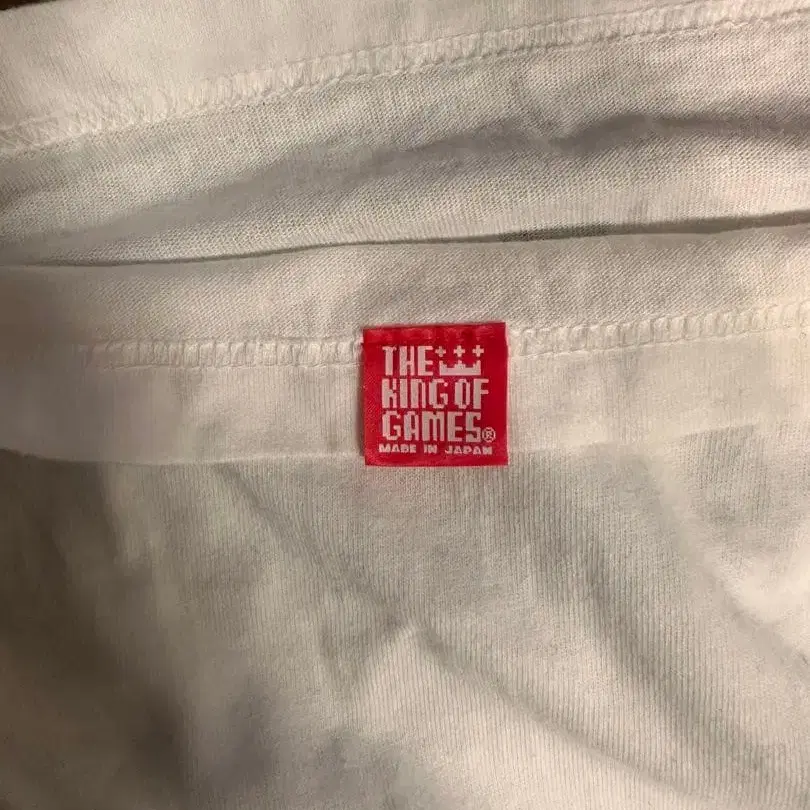 THE
KING OF
GAMES®
MADE IN JAPAN